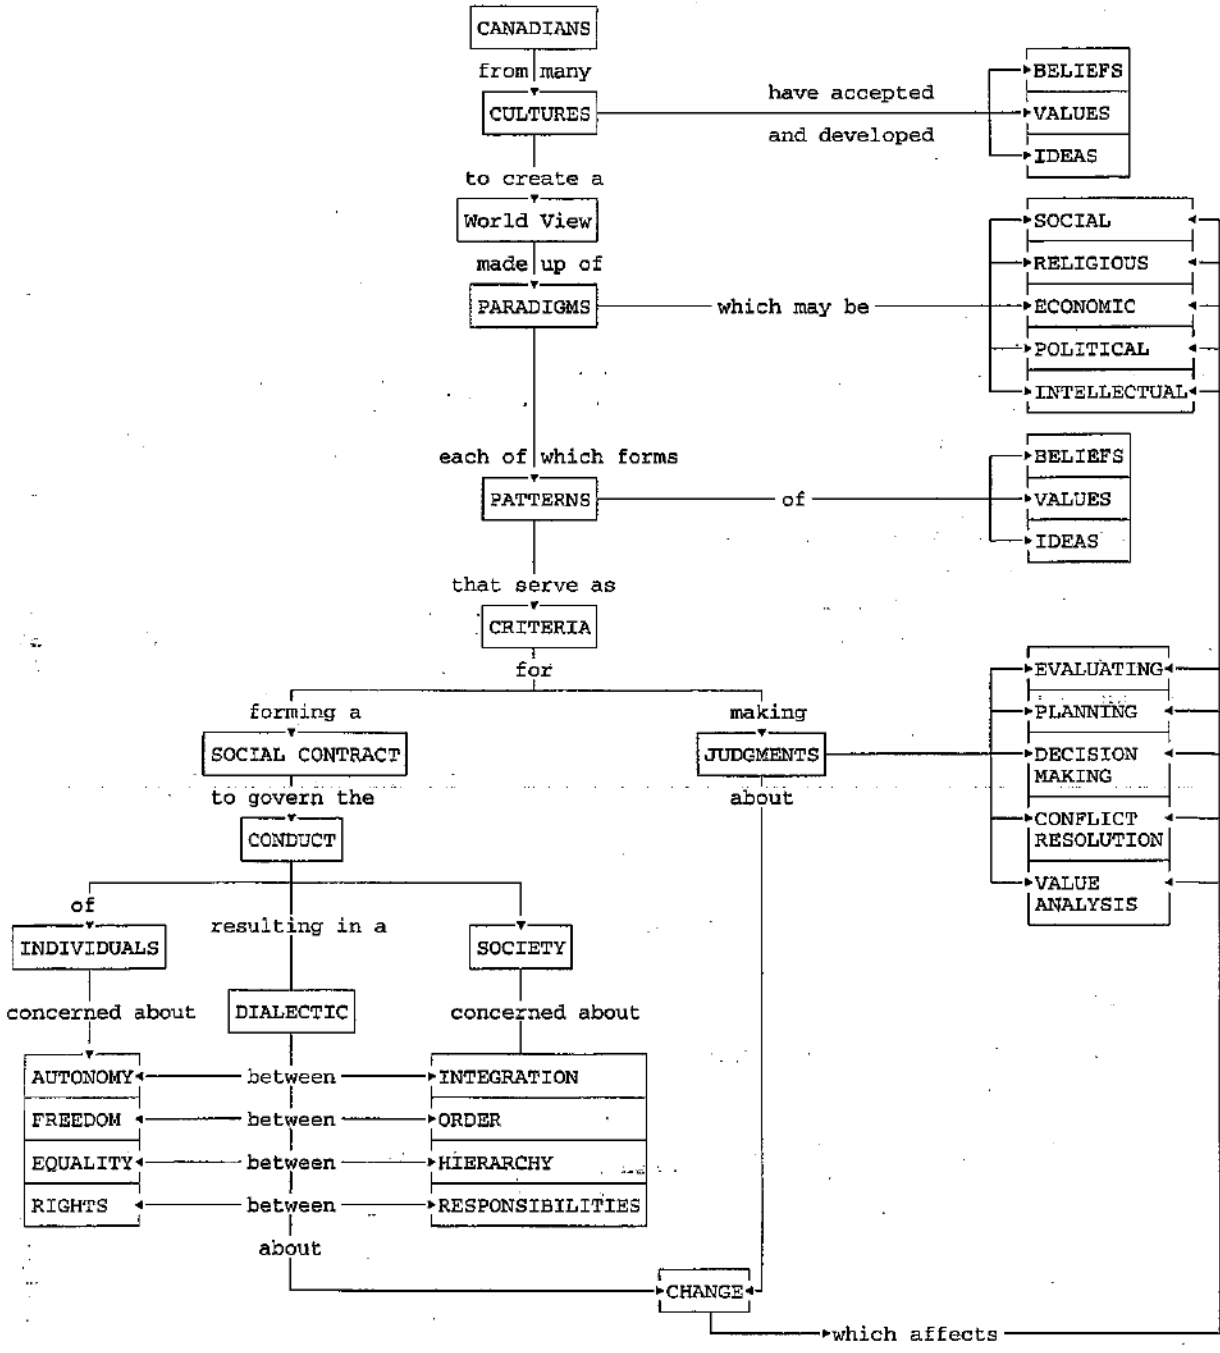 CANADIANS
from many
BELIEFS
have accepted
CULTURES
VALUES
and developed
IDEAS
to create a
World View
SOCIAL
made up of
RELIGIOUS
PARADIGMS
which may be
ECONOMIC
POLITICAL
INTELLECTUAL
each of which forms
BELIEFS
PATTERNS
of
VALUES
IDEAS
that serve as
CRITERIA
for
EVALUATING
forming a
making
PLANNING
SOCIAL CONTRACT
JUDGMENTS
DECISION
MAKING
to govern the
about
CONDUCT
CONFLICT
RESOLUTION
VALUE
ANALYSIS
of
resulting in a
INDIVIDUALS
SOCIETY
concerned about
DIALECTIC
concerned about
AUTONOMY
between
INTEGRATION
FREEDOM
between
ORDER
EQUALITY
between
HIERARCHY
RIGHTS
between
RESPONSIBILITIES
about
CHANGE
which affects